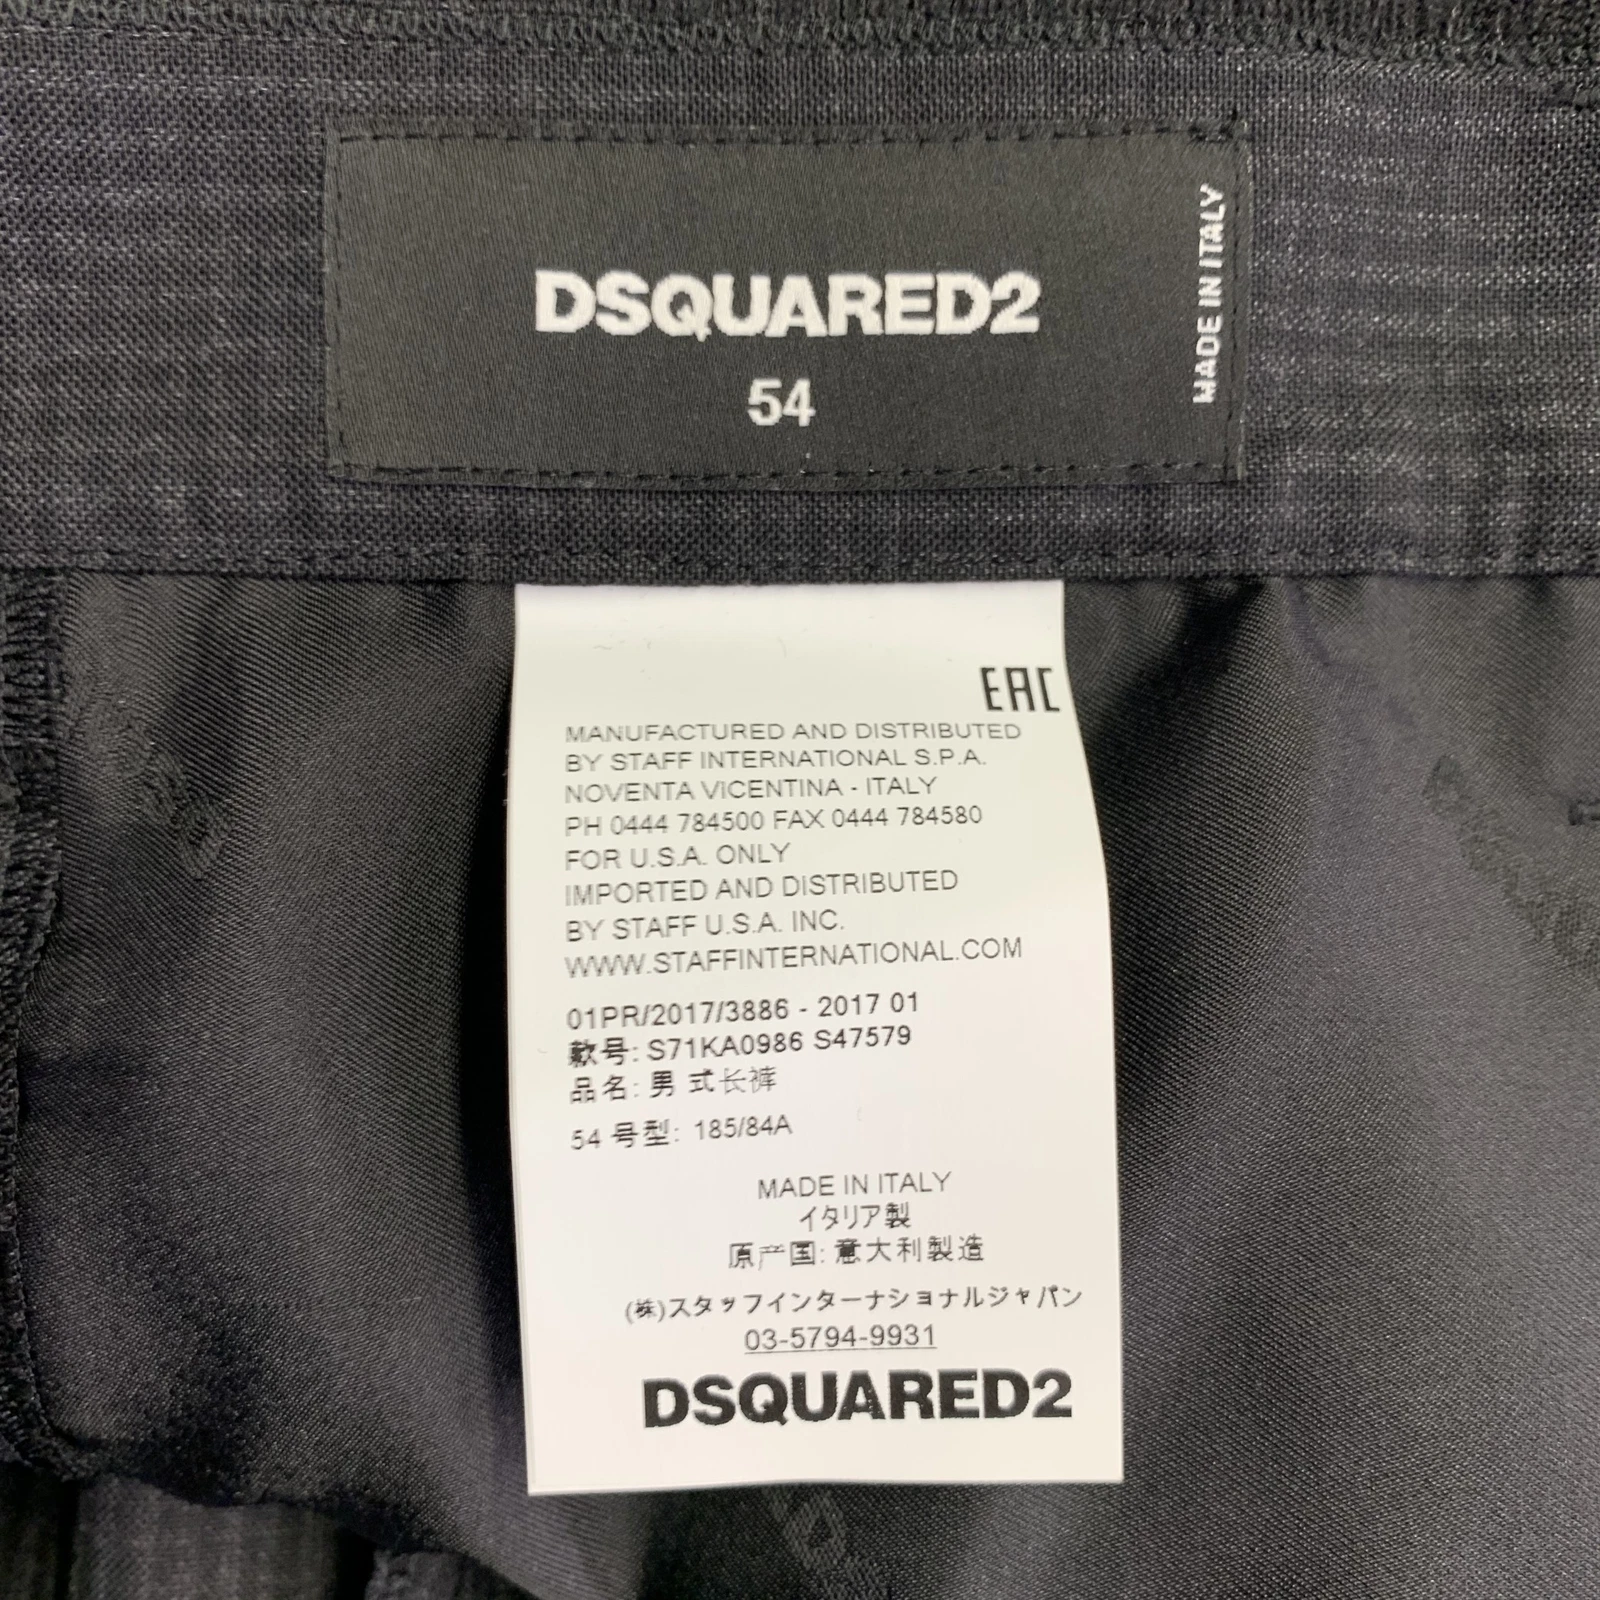 DSQUARED2
54
MADE IN ITALY
EAC
MANUFACTURED AND DISTRIBUTED
BY STAFF INTERNATIONAL S.P.A.
NOVENTA VICENTINA - ITALY
PH 0444 784500 FAX 0444 784580
FOR U.S.A. ONLY
IMPORTED AND DISTRIBUTED
BY STAFF U.S.A. INC.
WWW.STAFFINTERNATIONAL.COM
01PR/2017/3886 - 2017 01
款号: S71KA0986 S47579
品名: 男 式长裤
54 号型: 185/84A
MADE IN ITALY
イタリア製
原产国: 意大利製造
(株)スタッフインターナショナルジャパン
03-5794-9931
DSQUARED2